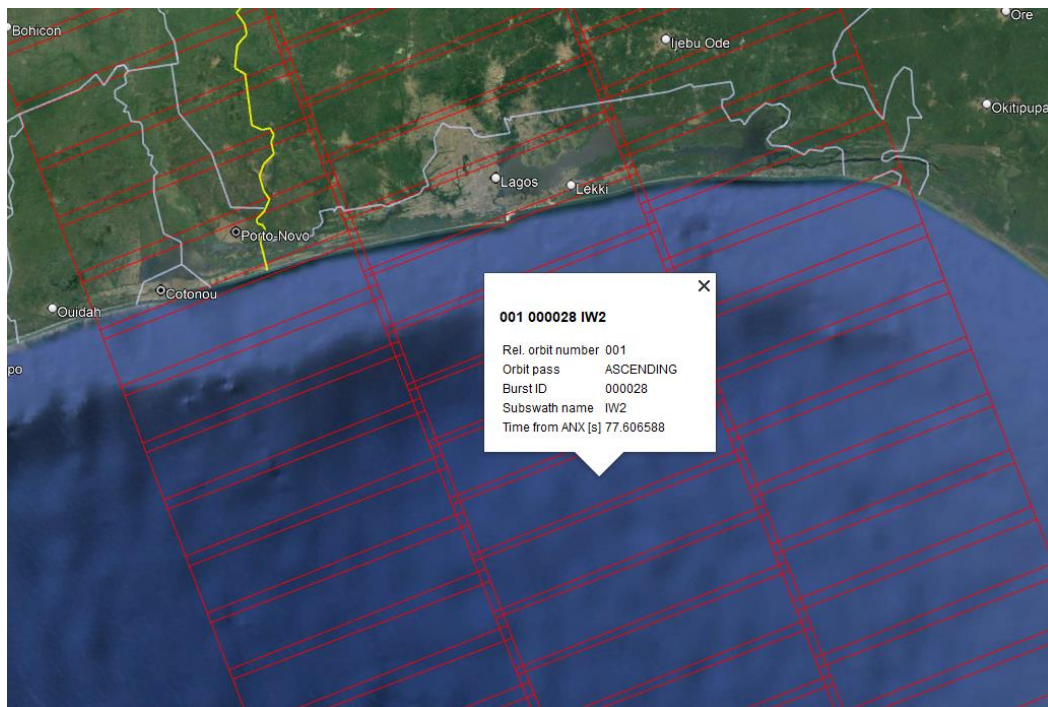 Bohicon
Ore
Ijebu Ode
Okitipupa
Lagos
Lekki
Porto-Novo
Cotonou
Ouidah
po
001 000028 IW2
Rel. orbit number 001
Orbit pass ASCENDING
Burst ID 000028
Subswath name IW2
Time from ANX [s] 77.606588